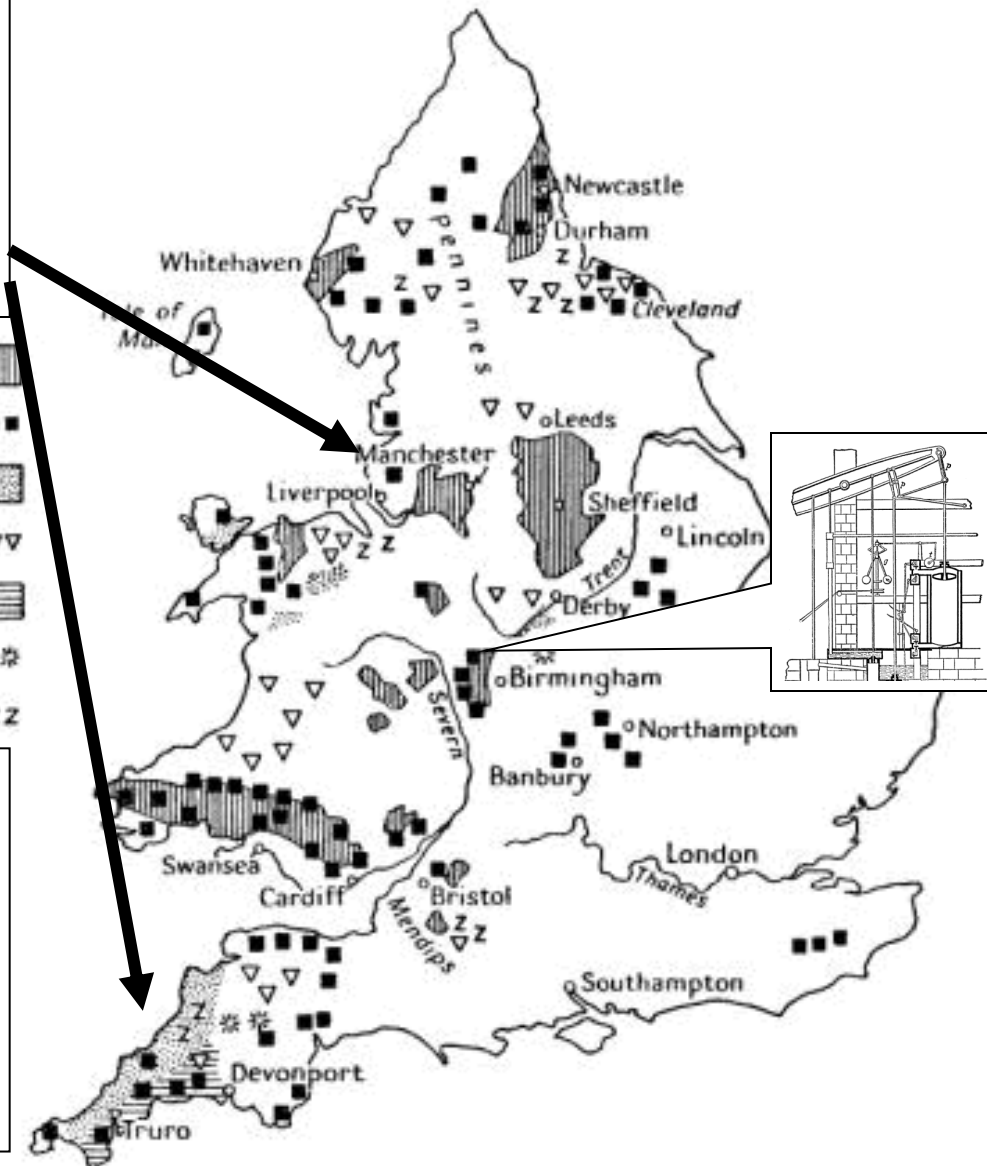 Newcastle
Durham
Pennines
Whitehaven
Z
Z
Z
Z
Cleveland
Isle of
Leeds
Manchester
Liverpool
Sheffield
Z
Z
Lincoln
Trent
Derby
Birmingham
Severn
Z
Northampton
Banbury
Swansea
Cardiff
London
Thames
Bristol
Mendips
Z
Z
Southampton
Z
Z
Devonport
Truro